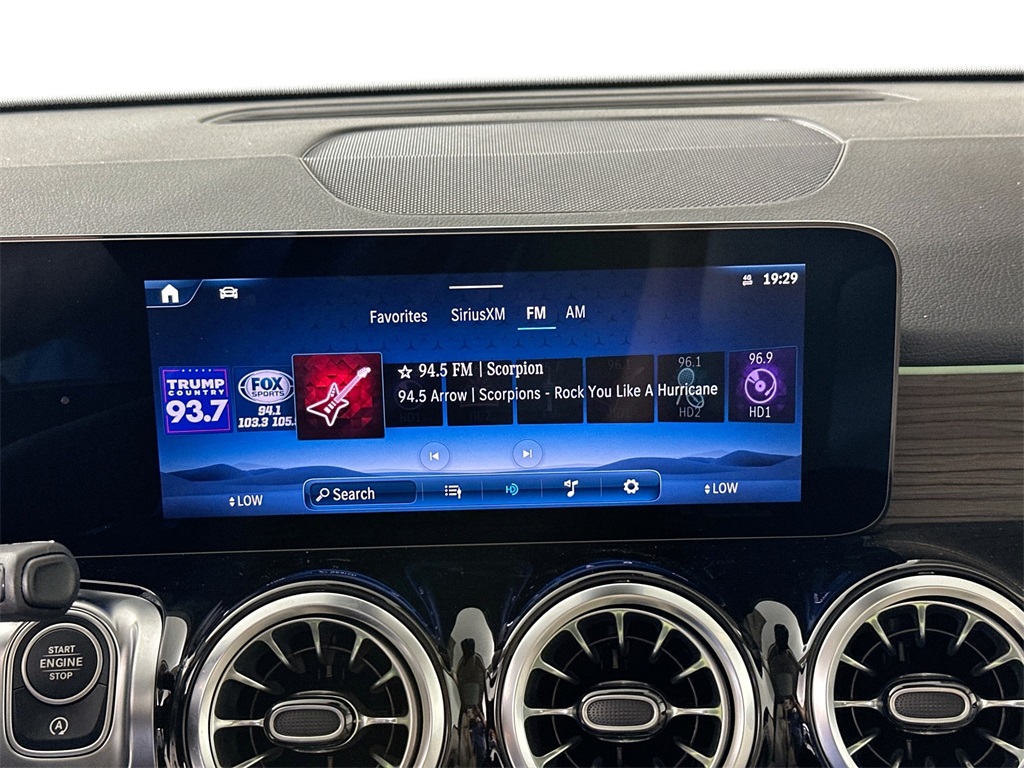 4G 19:29
Favorites SiriusXM FM AM
TRUMP
COUNTRY
93.7
FOX
SPORTS
94.1
103.3 105.
94.5 FM | Scorpion
94.5 Arrow | Scorpions - Rock You Like A Hurricane
96.1
HD2
96.9
HD1
LOW
Search
LOW
START
ENGINE
STOP
A